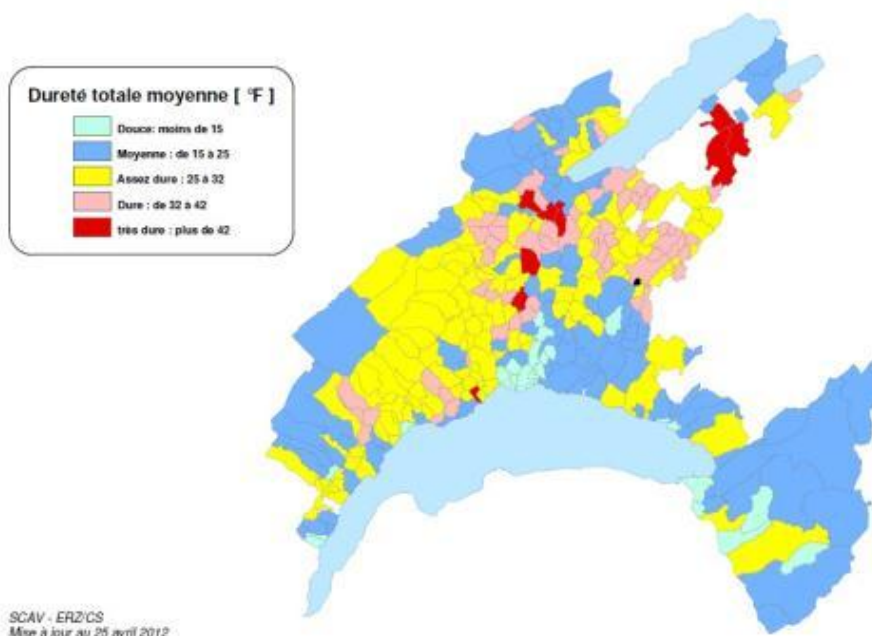 Dureté totale moyenne [ °F ]
Douce: moins de 15
Moyenne : de 15 à 25
Assez dure : 25 à 32
Dure : de 32 à 42
très dure : plus de 42
SCAV - ERZ/CS
Mise à jour au 25 avril 2012